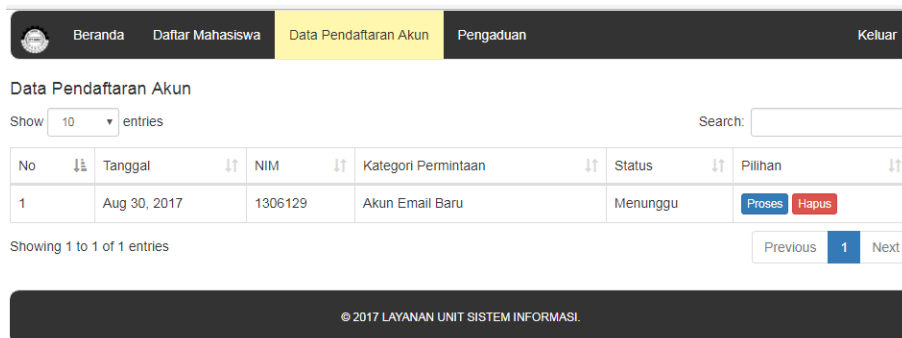 Beranda Daftar Mahasiswa Data Pendaftaran Akun Pengaduan Keluar
Data Pendaftaran Akun
Show 10 entries Search:
No Tanggal NIM Kategori Permintaan Status Pilihan
1 Aug 30, 2017 1306129 Akun Email Baru Menunggu Proses Hapus
Showing 1 to 1 of 1 entries Previous 1 Next
© 2017 LAYANAN UNIT SISTEM INFORMASI.